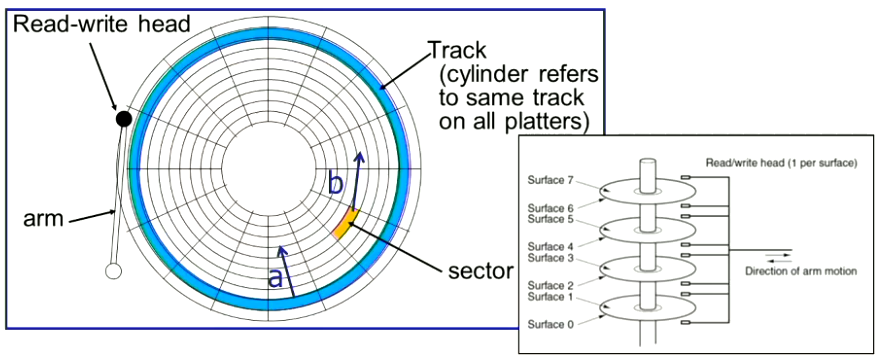 Read-write head
Track
(cylinder refers
to same track
on all platters)
b
arm
a
sector
Read/write head (1 per surface)
Surface 7
Surface 6
Surface 5
Surface 4
Surface 3
Direction of arm motion
Surface 2
Surface 1
Surface 0